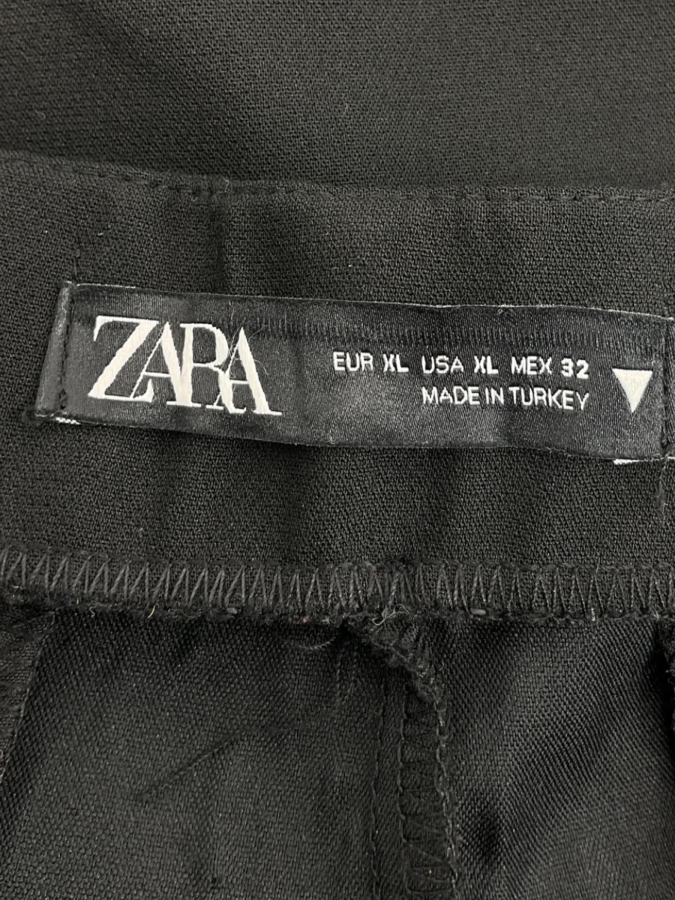 ZARA
EUR XL USA XL MEX 32
MADE IN TURKEY